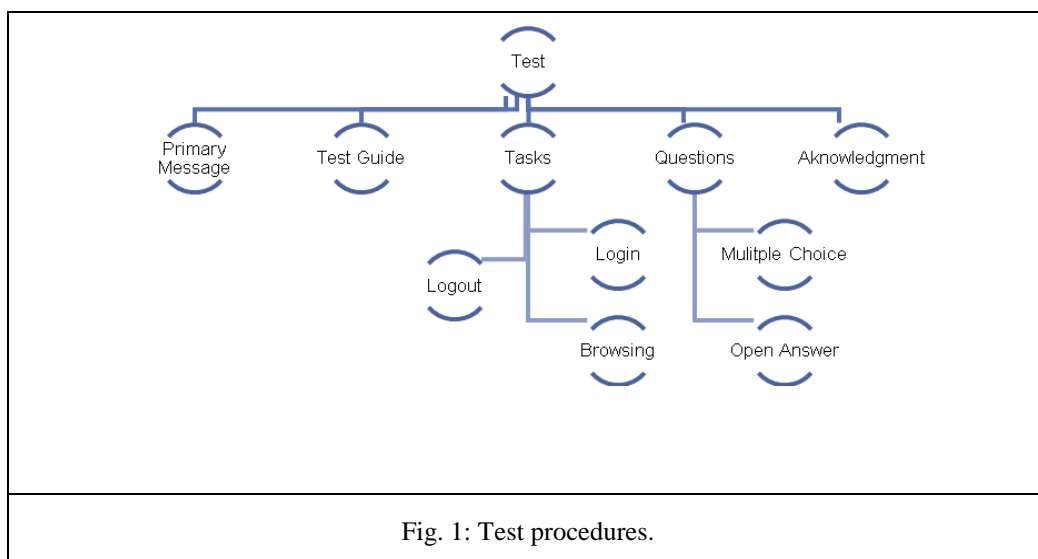 Test
Primary
Message
Test Guide
Tasks
Questions
Aknowledgment
Login
Mulitple Choice
Logout
Browsing
Open Answer
Fig. 1: Test procedures.